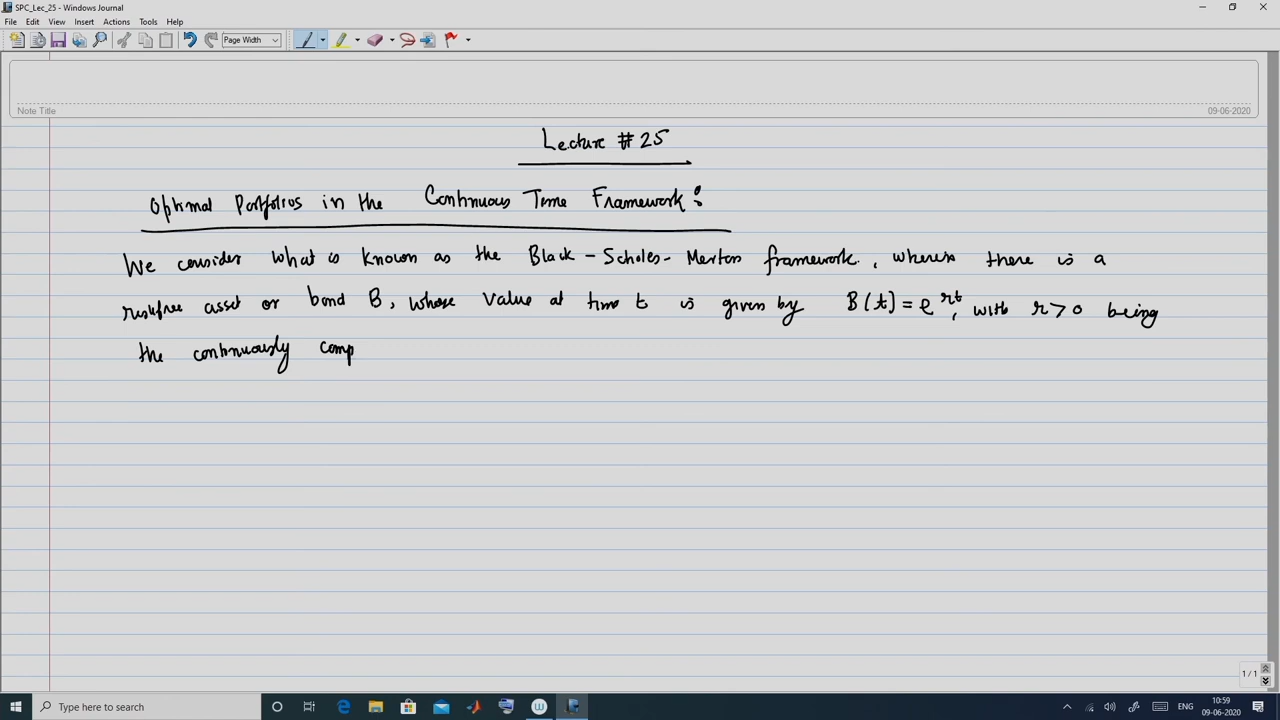 SPC_Lec_25 - Windows Journal
File Edit View Insert Actions Tools Help
Page Width
Note Title
09-06-2020
Lecture # 25
Optimal Portfolios in the Continuous Time Framework :
We consider what is known as the Black - Scholes - Merton framework, wherein there is a
riskfree asset or bond B, whose value at time t is given by B(t) = e^{rt}, with r > 0 being
the continuously comp
1 / 1
Type here to search
ENG
10:59
09-06-2020